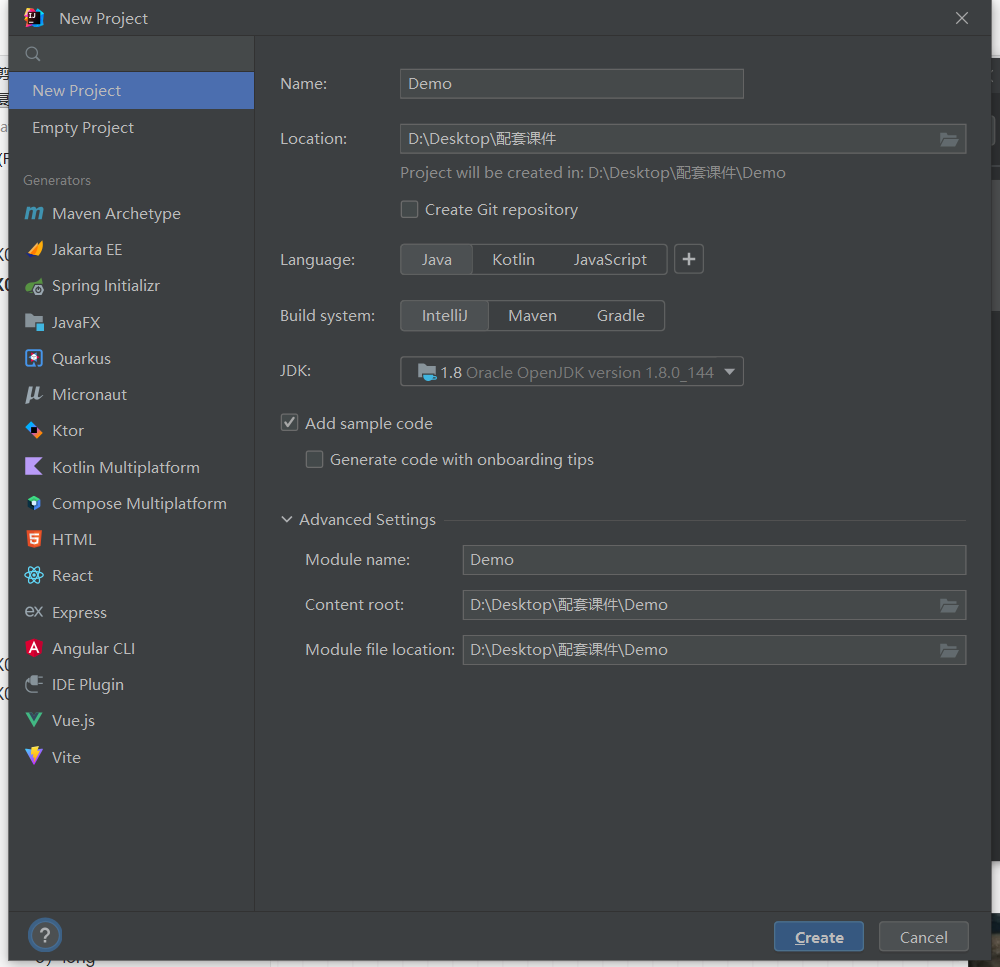 New Project
New Project
Empty Project
Generators
Maven Archetype
Jakarta EE
Spring Initializr
JavaFX
Quarkus
Micronaut
Ktor
Kotlin Multiplatform
Compose Multiplatform
HTML
React
ex Express
Angular CLI
IDE Plugin
Vue.js
Vite
Name: Demo
Location: D:\Desktop\配套课件
Project will be created in: D:\Desktop\配套课件\Demo
Create Git repository
Language: Java Kotlin JavaScript +
Build system: IntelliJ Maven Gradle
JDK: 1.8 Oracle OpenJDK version 1.8.0_144
Add sample code
Generate code with onboarding tips
Advanced Settings
Module name: Demo
Content root: D:\Desktop\配套课件\Demo
Module file location: D:\Desktop\配套课件\Demo
? Create Cancel